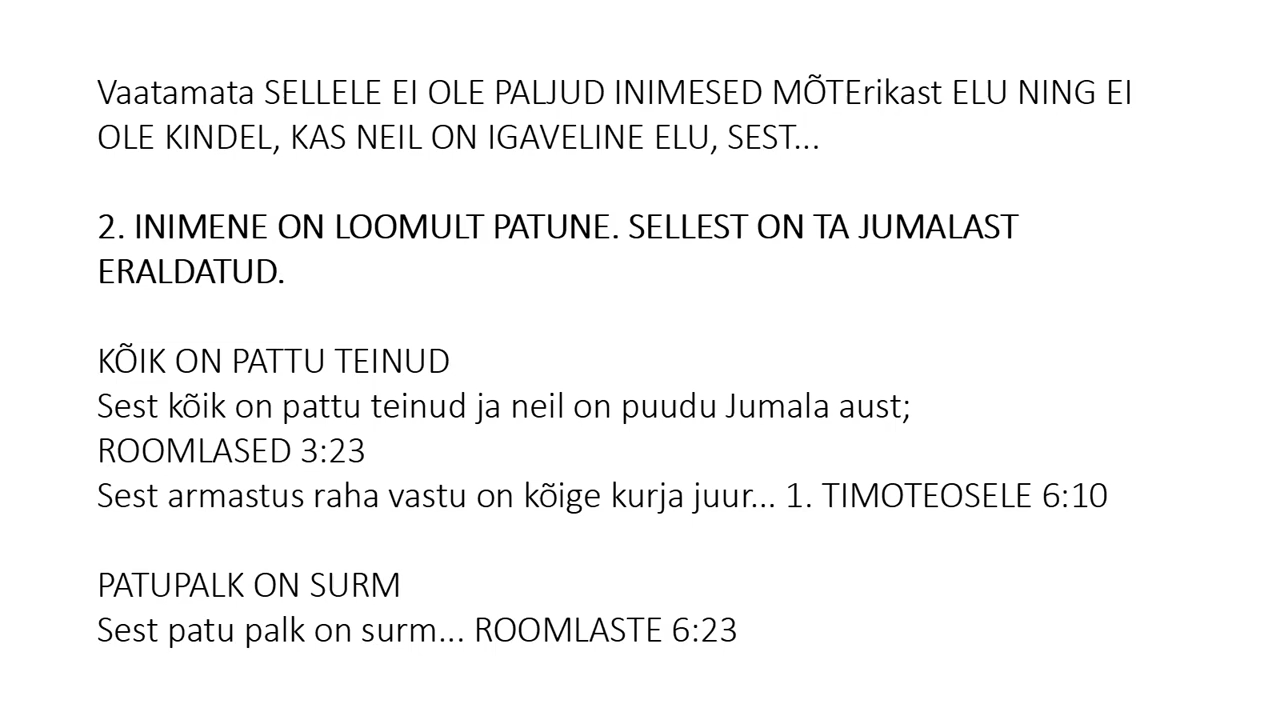 Vaatamata SELLELE EI OLE PALJUD INIMESED MÕTErikast ELU NING EI
OLE KINDEL, KAS NEIL ON IGAVELINE ELU, SEST...
2. INIMENE ON LOOMULT PATUNE. SELLEST ON TA JUMALAST
ERALDATUD.
KÕIK ON PATTU TEINUD
Sest kõik on pattu teinud ja neil on puudu Jumala aust;
ROOMLASED 3:23
Sest armastus raha vastu on kõige kurja juur... 1. TIMOTEOSELE 6:10
PATUPALK ON SURM
Sest patu palk on surm... ROOMLASTE 6:23